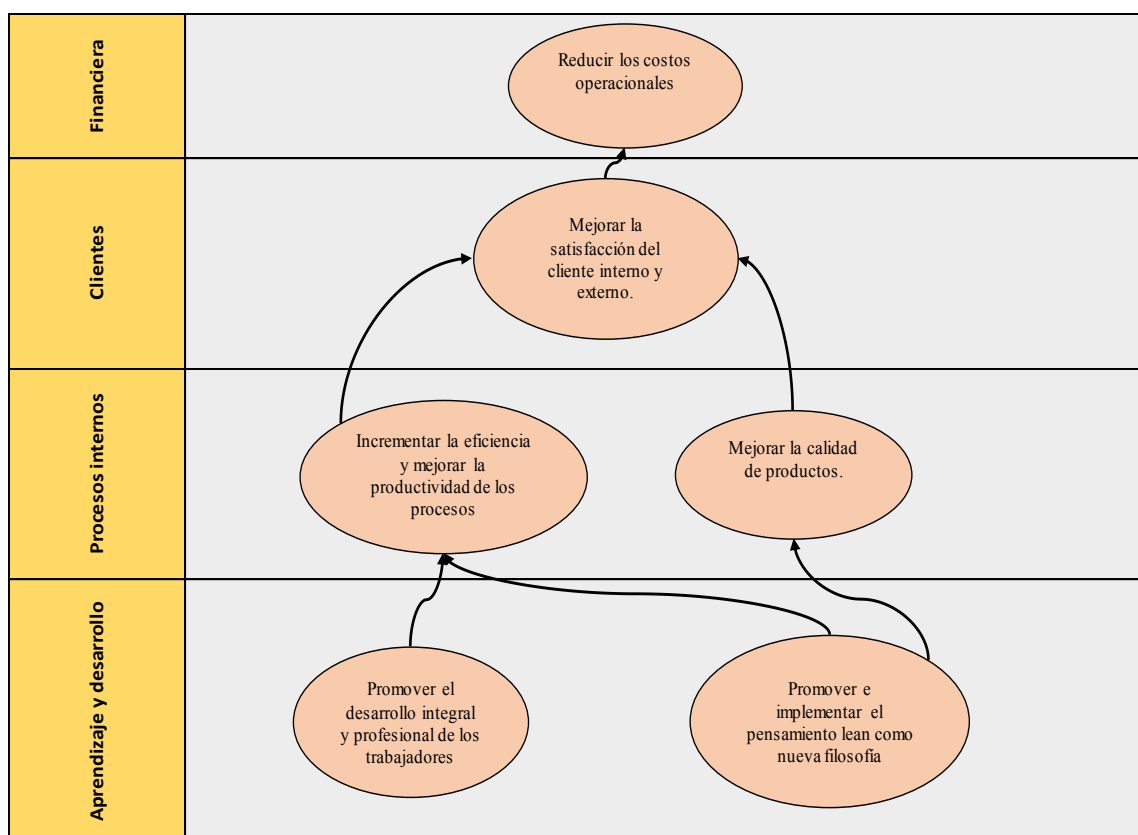 Financiera
Reducir los costos
operacionales
Clientes
Mejorar la
satisfacción del
cliente interno y
externo.
Procesos internos
Incrementar la eficiencia
y mejorar la
productividad de los
procesos
Mejorar la calidad
de productos.
Aprendizaje y desarrollo
Promover el
desarrollo integral
y profesional de los
trabajadores
Promover e
implementar el
pensamiento lean como
nueva filosofía